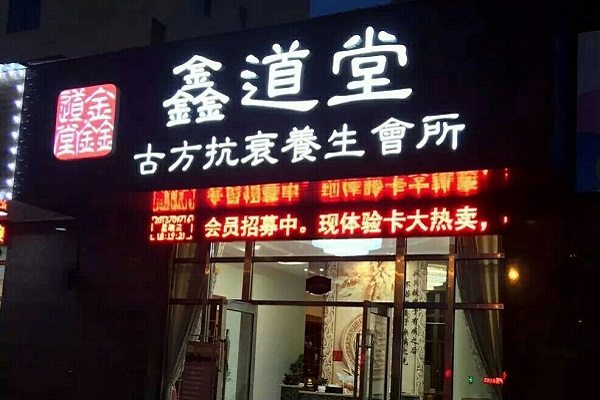 鑫道堂
鑫道堂
古方抗衰養生會所
会员招募中。现体验卡大热卖，